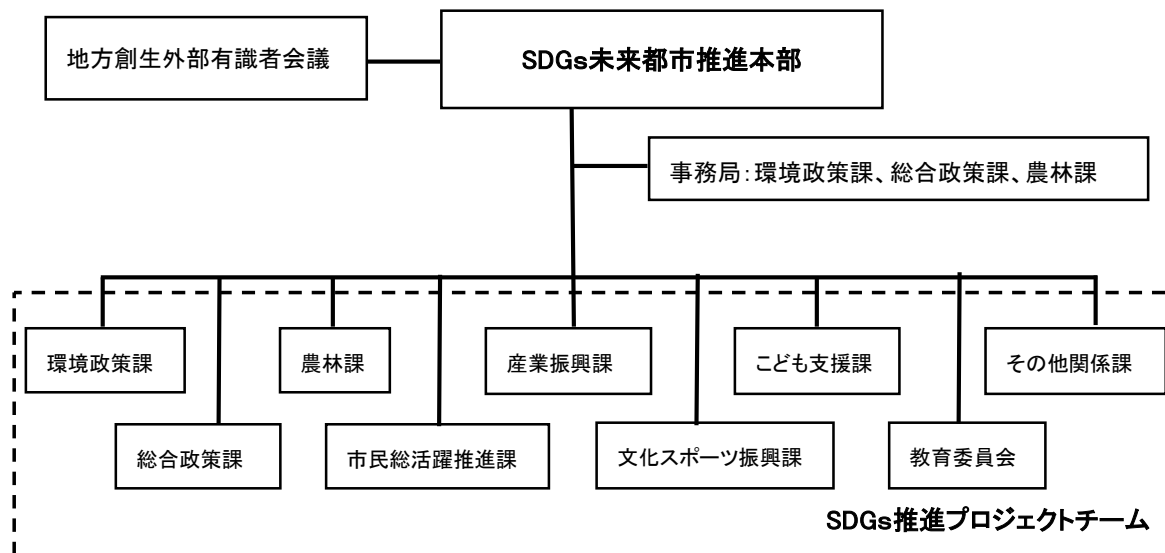 地方創生外部有識者会議
SDGs未来都市推進本部
事務局：環境政策課、総合政策課、農林課
環境政策課
農林課
産業振興課
こども支援課
その他関係課
総合政策課
市民総活躍推進課
文化スポーツ振興課
教育委員会
SDGs推進プロジェクトチーム